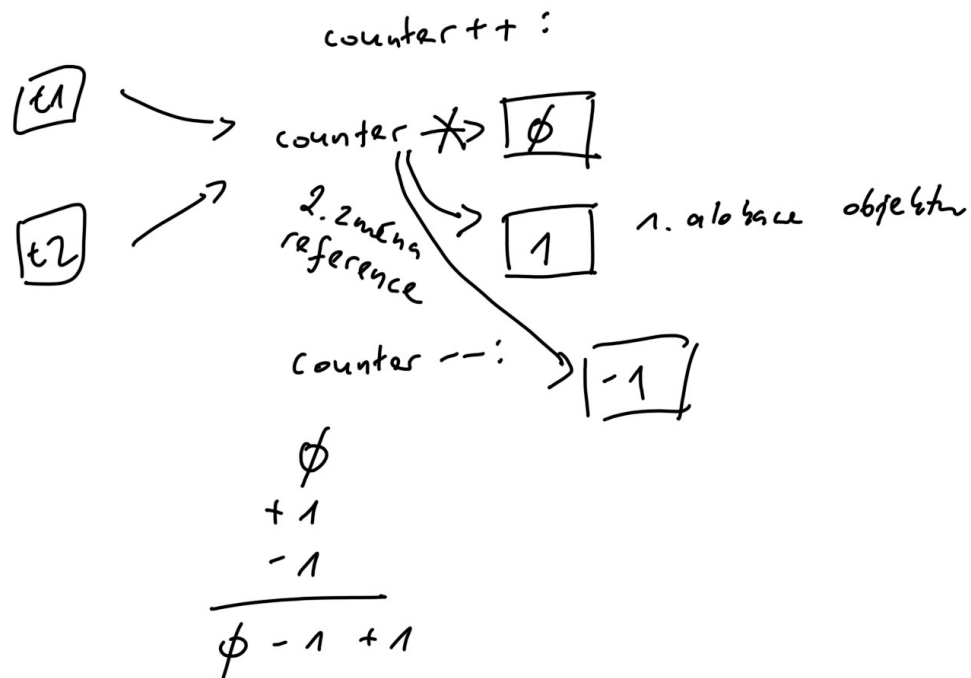 counter++ :
t1
counter 0
t2
1
1. alokace objektu
2. změna
reference
counter --:
-1
0
+ 1
- 1
0 - 1 + 1